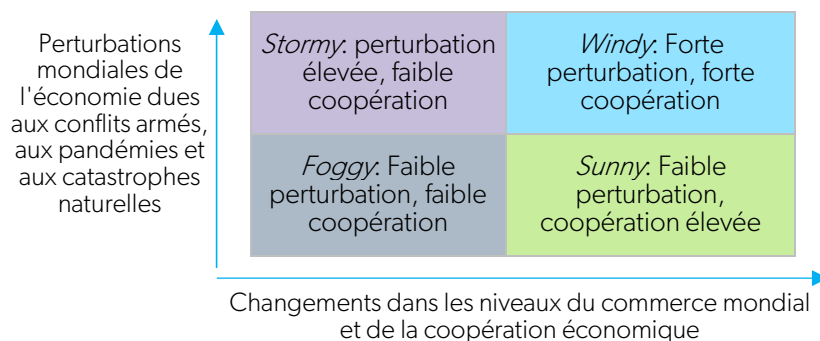 Perturbations
mondiales de
l'économie dues
aux conflits armés,
aux pandémies et
aux catastrophes
naturelles
Stormy: perturbation
élevée, faible
coopération
Windy: Forte
perturbation, forte
coopération
Foggy: Faible
perturbation, faible
coopération
Sunny: Faible
perturbation,
coopération élevée
Changements dans les niveaux du commerce mondial
et de la coopération économique